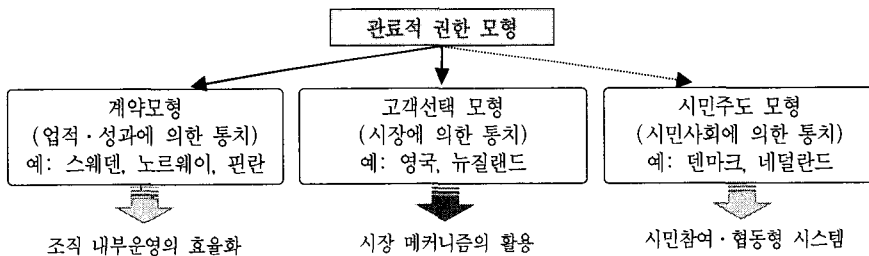 관료적 권한 모형
계약모형
(업적·성과에 의한 통치)
예: 스웨덴, 노르웨이, 핀란
고객선택 모형
(시장에 의한 통치)
예: 영국, 뉴질랜드
시민주도 모형
(시민사회에 의한 통치)
예: 덴마크, 네덜란드
조직 내부운영의 효율화
시장 메커니즘의 활용
시민참여·협동형 시스템